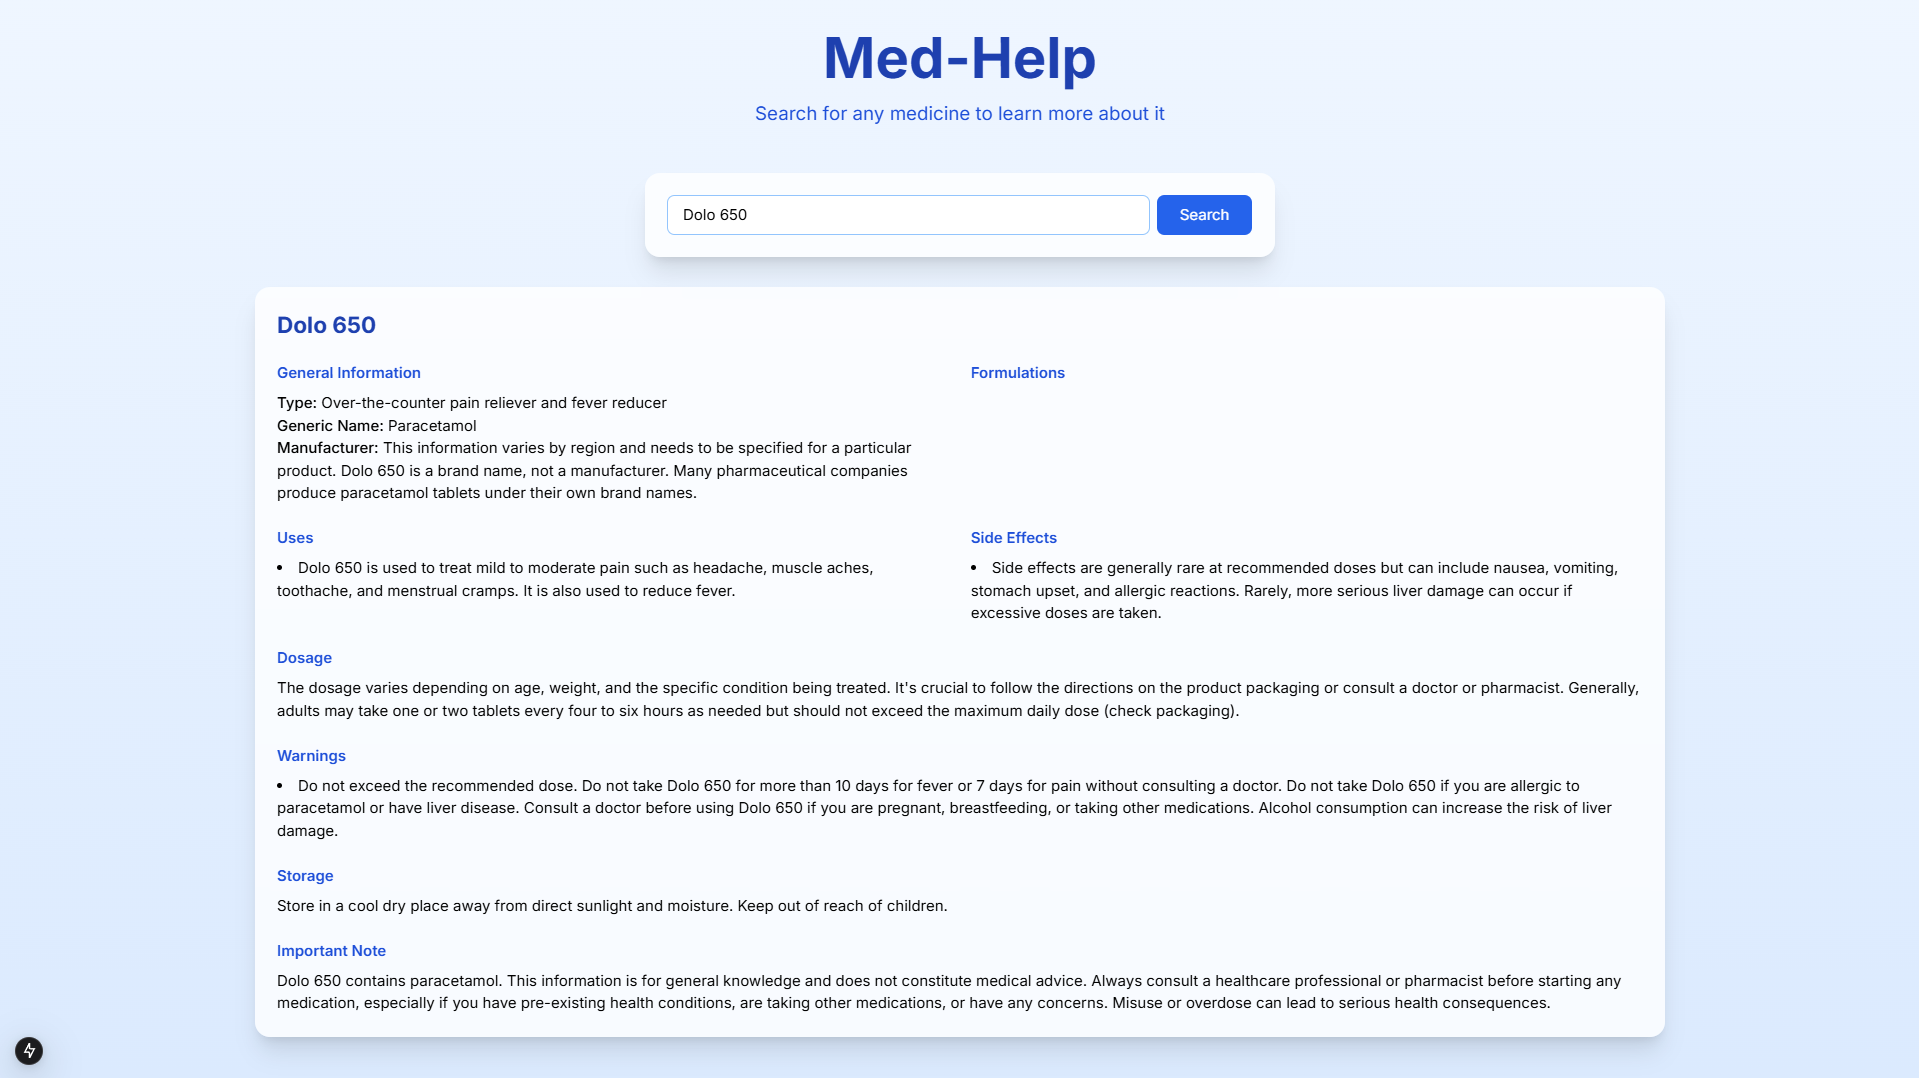 Med-Help
Search for any medicine to learn more about it
Dolo 650
Search
Dolo 650
General Information
Type: Over-the-counter pain reliever and fever reducer
Generic Name: Paracetamol
Manufacturer: This information varies by region and needs to be specified for a particular
product. Dolo 650 is a brand name, not a manufacturer. Many pharmaceutical companies
produce paracetamol tablets under their own brand names.
Formulations
Uses
• Dolo 650 is used to treat mild to moderate pain such as headache, muscle aches,
toothache, and menstrual cramps. It is also used to reduce fever.
Side Effects
• Side effects are generally rare at recommended doses but can include nausea, vomiting,
stomach upset, and allergic reactions. Rarely, more serious liver damage can occur if
excessive doses are taken.
Dosage
The dosage varies depending on age, weight, and the specific condition being treated. It's crucial to follow the directions on the product packaging or consult a doctor or pharmacist. Generally,
adults may take one or two tablets every four to six hours as needed but should not exceed the maximum daily dose (check packaging).
Warnings
• Do not exceed the recommended dose. Do not take Dolo 650 for more than 10 days for fever or 7 days for pain without consulting a doctor. Do not take Dolo 650 if you are allergic to
paracetamol or have liver disease. Consult a doctor before using Dolo 650 if you are pregnant, breastfeeding, or taking other medications. Alcohol consumption can increase the risk of liver
damage.
Storage
Store in a cool dry place away from direct sunlight and moisture. Keep out of reach of children.
Important Note
Dolo 650 contains paracetamol. This information is for general knowledge and does not constitute medical advice. Always consult a healthcare professional or pharmacist before starting any
medication, especially if you have pre-existing health conditions, are taking other medications, or have any concerns. Misuse or overdose can lead to serious health consequences.